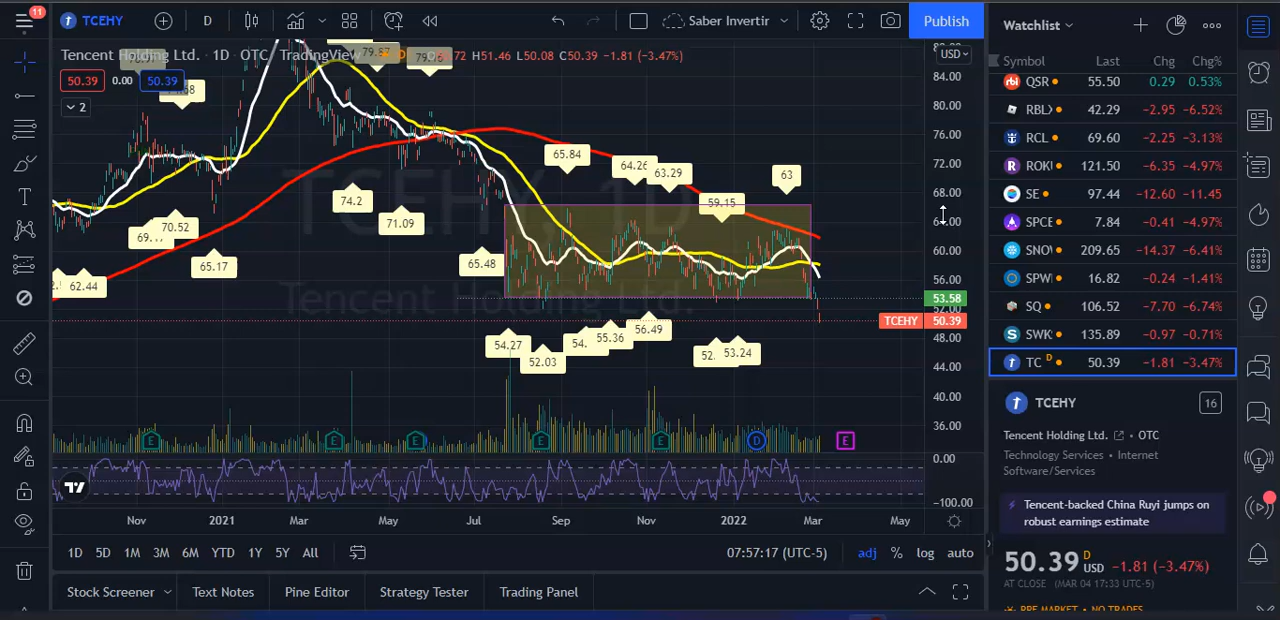 11
TCEHY
D
Saber Invertir
Publish
Tencent Holding Ltd. · 1D · OTC · TradingView
H51.46 L50.08 C50.39 −1.81 (−3.47%)
50.39 0.00 50.39
2
USD
79.16
74.2
71.09
70.52
65.17
62.44
65.48
65.84
64.26
63.29
59.15
63
54.27
52.03
55.36
56.49
53.24
TCEHY, 1D
Tencent Holding Ltd.
84.00
80.00
76.00
72.00
68.00
64.00
60.00
56.00
53.58
52.00
TCEHY 50.39
48.00
44.00
40.00
36.00
0.00
−100.00
E E E E E D E
Nov 2021 Mar May Jul Sep Nov 2022 Mar May
1D 5D 1M 3M 6M YTD 1Y 5Y All
07:57:17 (UTC-5) adj % log auto
Stock Screener Text Notes Pine Editor Strategy Tester Trading Panel
Watchlist
Symbol Last Chg Chg%
QSR 55.50 0.29 0.53%
RBLX 42.29 −2.95 −6.52%
RCL 69.60 −2.25 −3.13%
ROKU 121.50 −6.35 −4.97%
SE 97.44 −12.60 −11.45
SPCE 7.84 −0.41 −4.97%
SNOW 209.65 −14.37 −6.41%
SPW 16.82 −0.24 −1.41%
SQ 106.52 −7.70 −6.74%
SWK 135.89 −0.97 −0.71%
TC D 50.39 −1.81 −3.47%
TCEHY
16
Tencent Holding Ltd. · OTC
Technology Services · Internet
Software/Services
Tencent-backed China Ruyi jumps on
robust earnings estimate
50.39 D USD −1.81 (−3.47%)
AT CLOSE (MAR 04 17:33 UTC-5)
PRE MARKET · NO TRADES